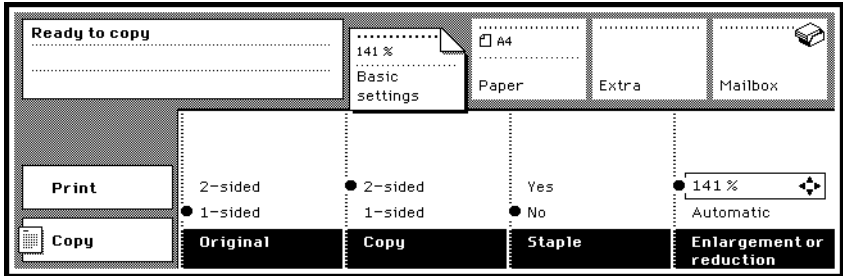 Ready to copy
141 %
Basic
settings
A4
Paper
Extra
Mailbox
Print
Copy
2-sided
1-sided
Original
2-sided
1-sided
Copy
Yes
No
Staple
141 %
Automatic
Enlargement or
reduction